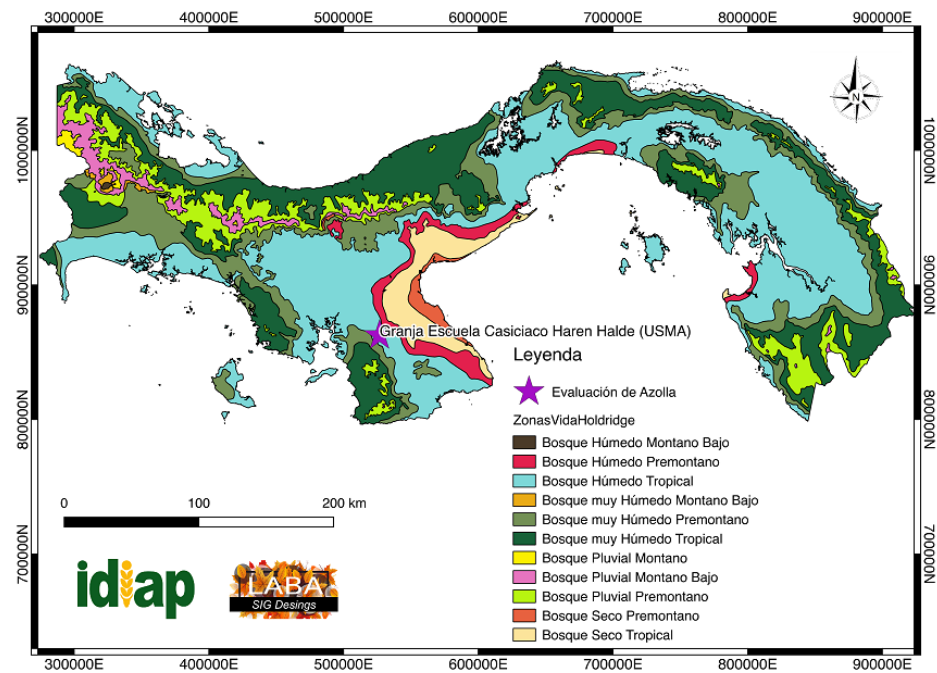 300000E 400000E 500000E 600000E 700000E 800000E 900000E
N
1000000N 1000000N
900000N 900000N
Granja Escuela Casiciaco Haren Halde (USMA)
Leyenda
Evaluación de Azolla
800000N 800000N
ZonasVidaHoldridge
Bosque Húmedo Montano Bajo
Bosque Húmedo Premontano
Bosque Húmedo Tropical
Bosque muy Húmedo Montano Bajo
Bosque muy Húmedo Premontano
Bosque muy Húmedo Tropical
Bosque Pluvial Montano
Bosque Pluvial Montano Bajo
Bosque Pluvial Premontano
Bosque Seco Premontano
Bosque Seco Tropical
0 100 200 km
700000N 700000N
idiap
LABA
SIG Desings
300000E 400000E 500000E 600000E 700000E 800000E 900000E